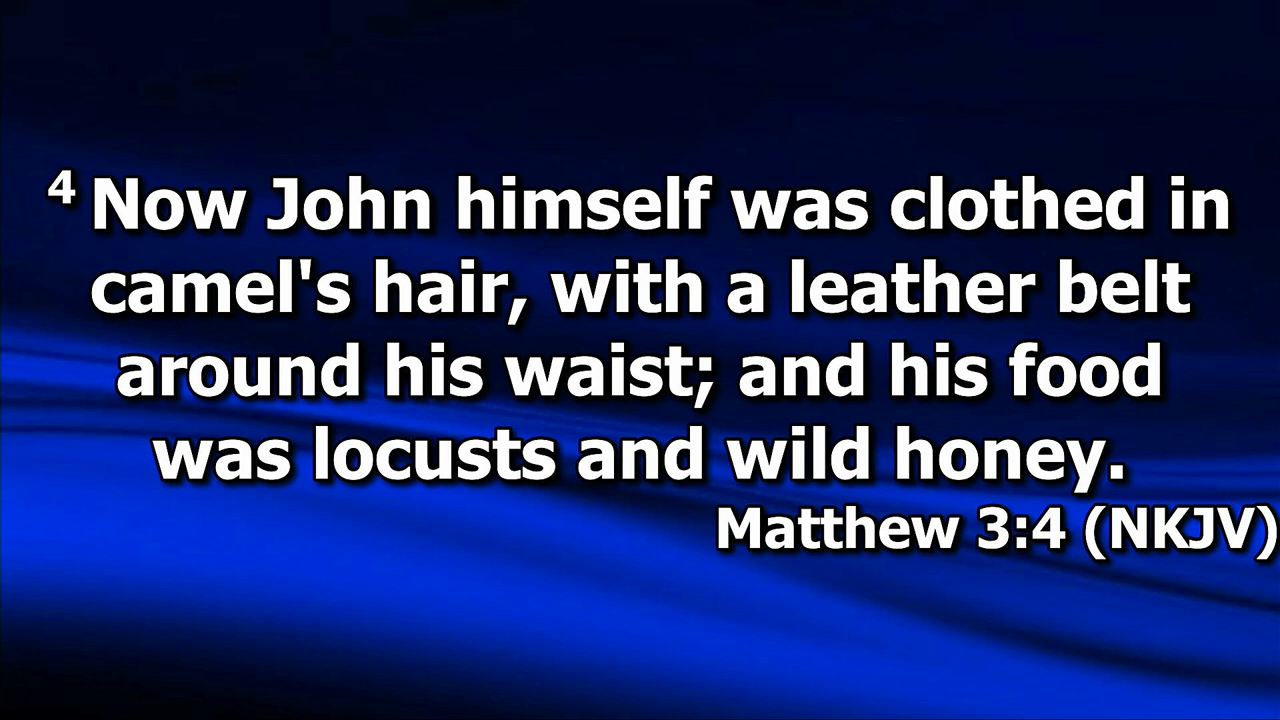 4 Now John himself was clothed in
camel's hair, with a leather belt
around his waist; and his food
was locusts and wild honey.
Matthew 3:4 (NKJV)